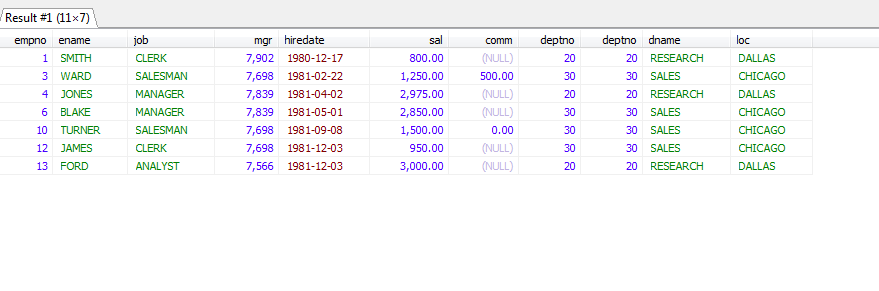 Result #1 (11×7)
empno ename job mgr hiredate sal comm deptno deptno dname loc
1 SMITH CLERK 7,902 1980-12-17 800.00 (NULL) 20 20 RESEARCH DALLAS
3 WARD SALESMAN 7,698 1981-02-22 1,250.00 500.00 30 30 SALES CHICAGO
4 JONES MANAGER 7,839 1981-04-02 2,975.00 (NULL) 20 20 RESEARCH DALLAS
6 BLAKE MANAGER 7,839 1981-05-01 2,850.00 (NULL) 30 30 SALES CHICAGO
10 TURNER SALESMAN 7,698 1981-09-08 1,500.00 0.00 30 30 SALES CHICAGO
12 JAMES CLERK 7,698 1981-12-03 950.00 (NULL) 30 30 SALES CHICAGO
13 FORD ANALYST 7,566 1981-12-03 3,000.00 (NULL) 20 20 RESEARCH DALLAS